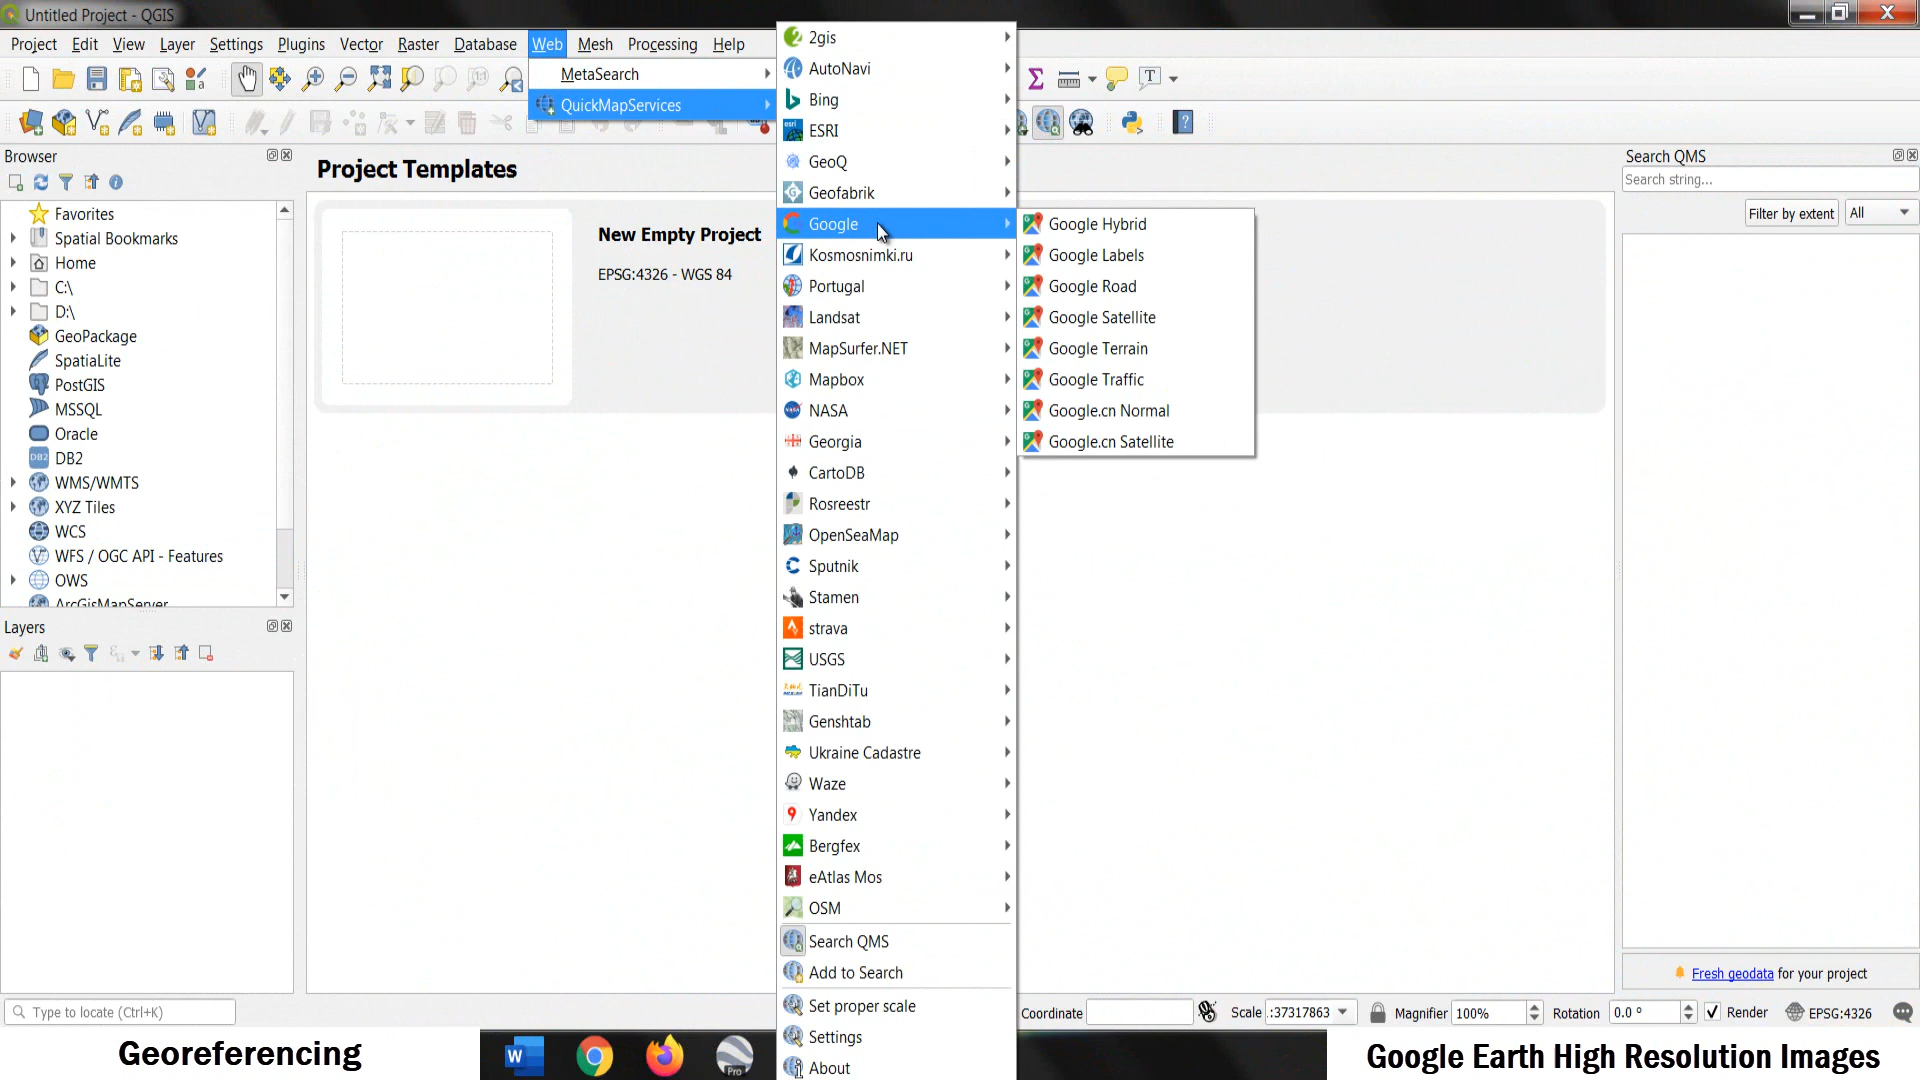 Untitled Project - QGIS
Project Edit View Layer Settings Plugins Vector Raster Database Web Mesh Processing Help
MetaSearch
QuickMapServices
2gis
AutoNavi
Bing
ESRI
GeoQ
Geofabrik
Google
Kosmosnimki.ru
Portugal
Landsat
MapSurfer.NET
Mapbox
NASA
Georgia
CartoDB
Rosreestr
OpenSeaMap
Sputnik
Stamen
strava
USGS
TianDiTu
Genshtab
Ukraine Cadastre
Waze
Yandex
Bergfex
eAtlas Mos
OSM
Search QMS
Add to Search
Set proper scale
Settings
About
Google Hybrid
Google Labels
Google Road
Google Satellite
Google Terrain
Google Traffic
Google.cn Normal
Google.cn Satellite
Browser
Favorites
Spatial Bookmarks
Home
C:\
D:\
GeoPackage
SpatiaLite
PostGIS
MSSQL
Oracle
DB2
WMS/WMTS
XYZ Tiles
WCS
WFS / OGC API - Features
OWS
ArcGisMapServer
Layers
Project Templates
New Empty Project
EPSG:4326 - WGS 84
Search QMS
Search string...
Filter by extent All
Fresh geodata for your project
Type to locate (Ctrl+K)
Coordinate Scale :37317863 Magnifier 100% Rotation 0.0 ° Render EPSG:4326
Georeferencing
Pro
Google Earth High Resolution Images